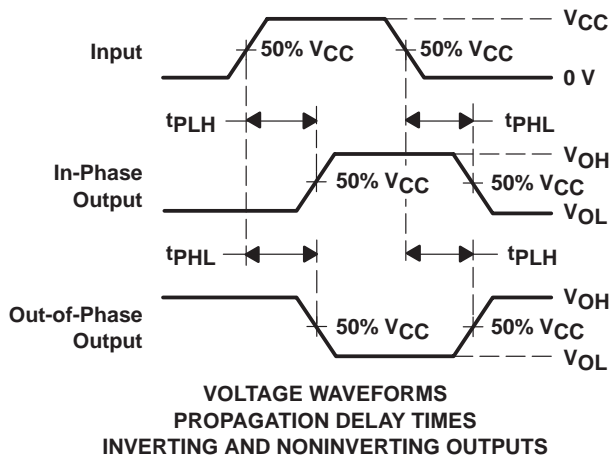 VCC
Input
50% VCC
50% VCC
0 V
tPLH
tPHL
VOH
In-Phase
Output
50% VCC
50% VCC
VOL
tPHL
tPLH
VOH
Out-of-Phase
Output
50% VCC
50% VCC
VOL
VOLTAGE WAVEFORMS
PROPAGATION DELAY TIMES
INVERTING AND NONINVERTING OUTPUTS